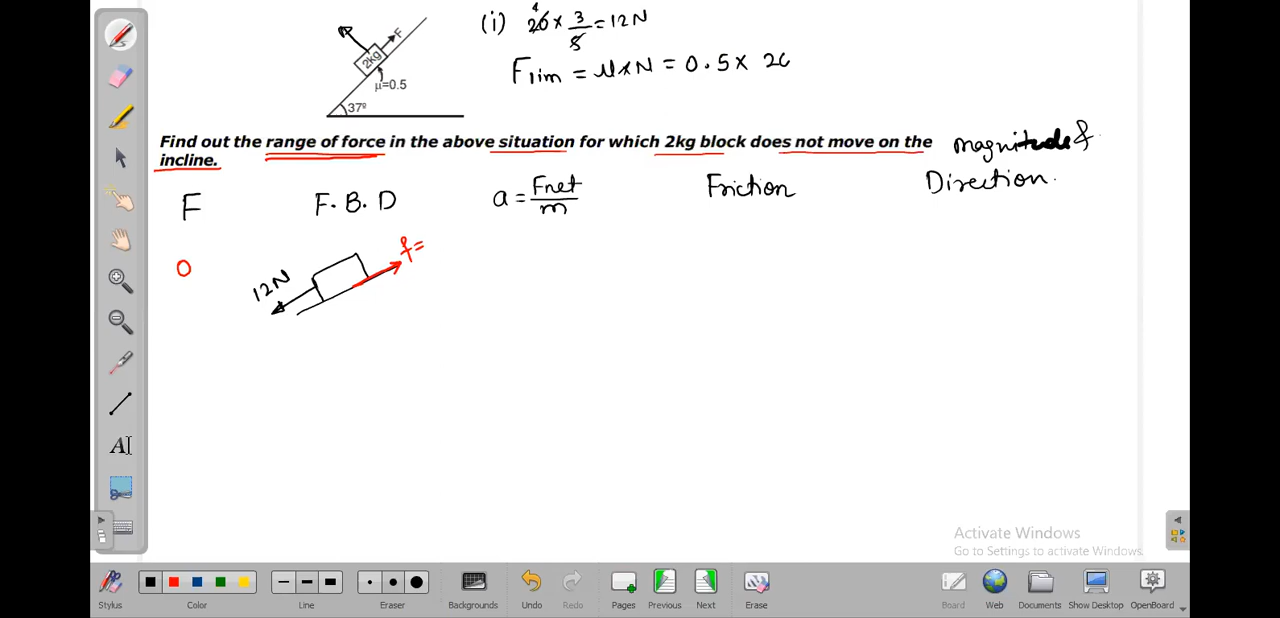 (i) 20 × 3/5 = 12N
4
F
2kg
μ=0.5
37º
Flim = μ×N = 0.5 × 20
Find out the range of force in the above situation for which 2kg block does not move on the
incline.
magnitude &
Direction.
F
F. B. D
a = Fnet/m
Friction
0
12N
f=
A
Activate Windows
Go to Settings to activate Windows.
Stylus
Color
Line
Eraser
Backgrounds
Undo
Redo
Pages
Previous
Next
Erase
Board
Web
Documents
Show Desktop
OpenBoard